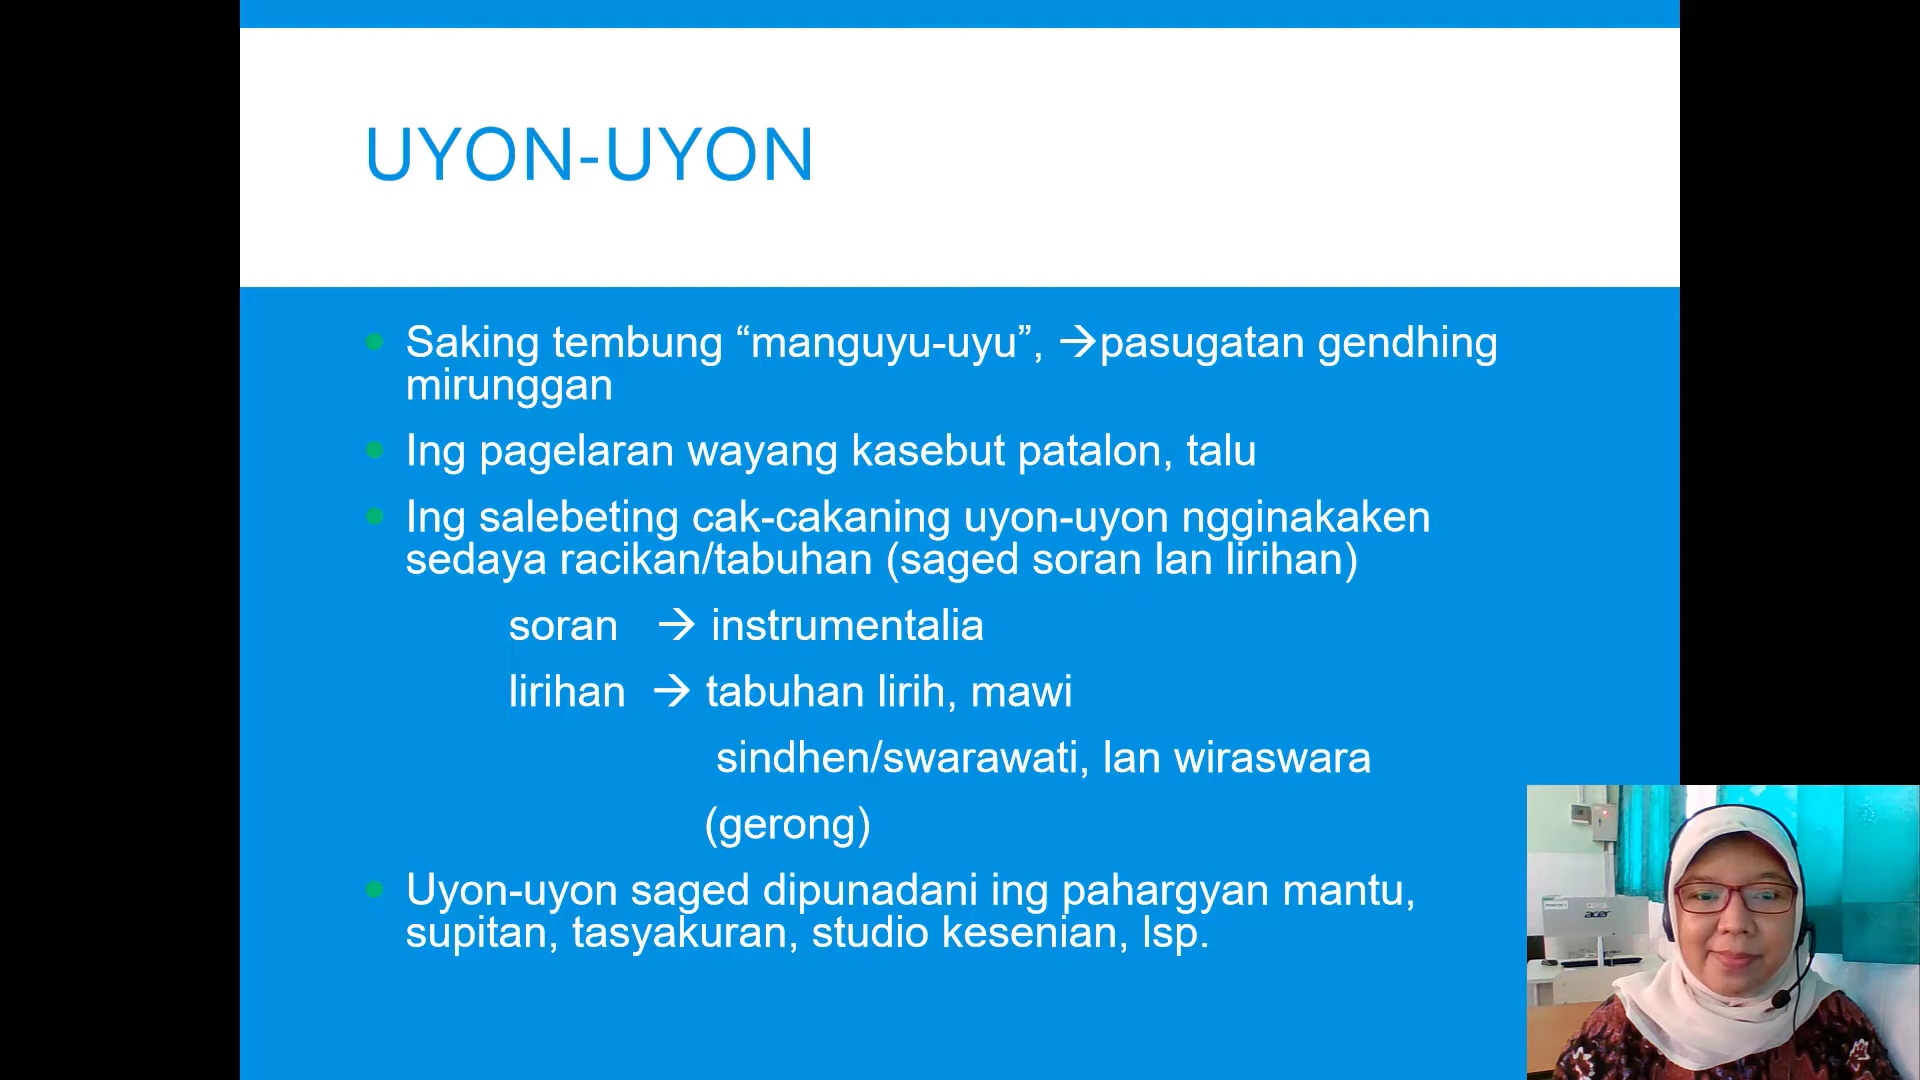 UYON-UYON
Saking tembung “manguyu-uyu”, →pasugatan gendhing
mirunggan
Ing pagelaran wayang kasebut patalon, talu
Ing salebeting cak-cakaning uyon-uyon ngginakaken
sedaya racikan/tabuhan (saged soran lan lirihan)
soran → instrumentalia
lirihan → tabuhan lirih, mawi
sindhen/swarawati, lan wiraswara
(gerong)
Uyon-uyon saged dipunadani ing pahargyan mantu,
supitan, tasyakuran, studio kesenian, lsp.
acer